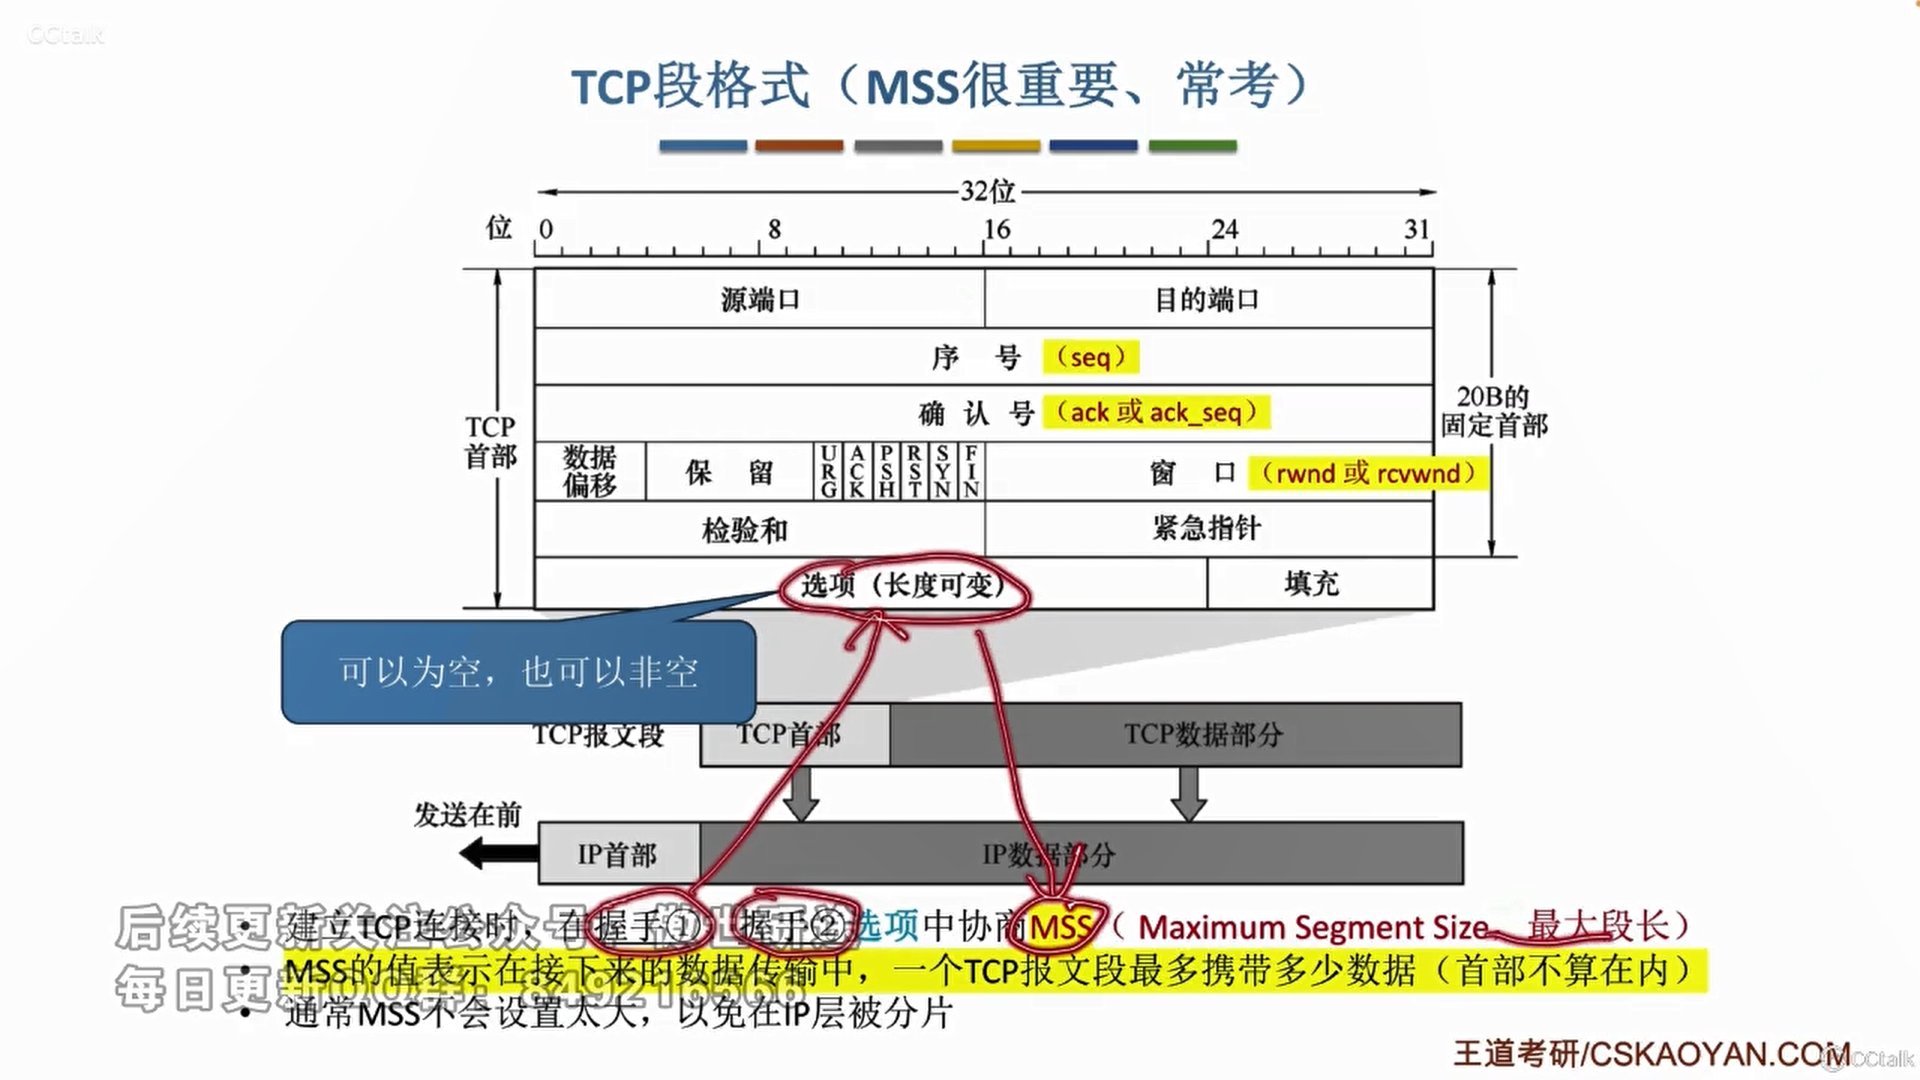 CCtalk
TCP段格式（MSS很重要、常考）
32位
位 0 8 16 24 31
源端口 目的端口
序 号 （seq）
确 认 号 （ack 或 ack_seq）
TCP首部
20B的固定首部
数据偏移 保 留 URG ACK PSH RST SYN FIN 窗 口 （rwnd 或 rcvwnd）
检验和 紧急指针
选项（长度可变） 填充
可以为空，也可以非空
TCP报文段 TCP首部 TCP数据部分
发送在前
IP首部 IP数据部分
• 建立TCP连接时，在握手① 握手②选项中协商MSS（ Maximum Segment Size 最大段长）
后续更新关注公众号
• MSS的值表示在接下来的数据传输中，一个TCP报文段最多携带多少数据（首部不算在内）
每日更新QQ群：849216566
• 通常MSS不会设置太大，以免在IP层被分片
王道考研/CSKAOYAN.COM
CCtalk